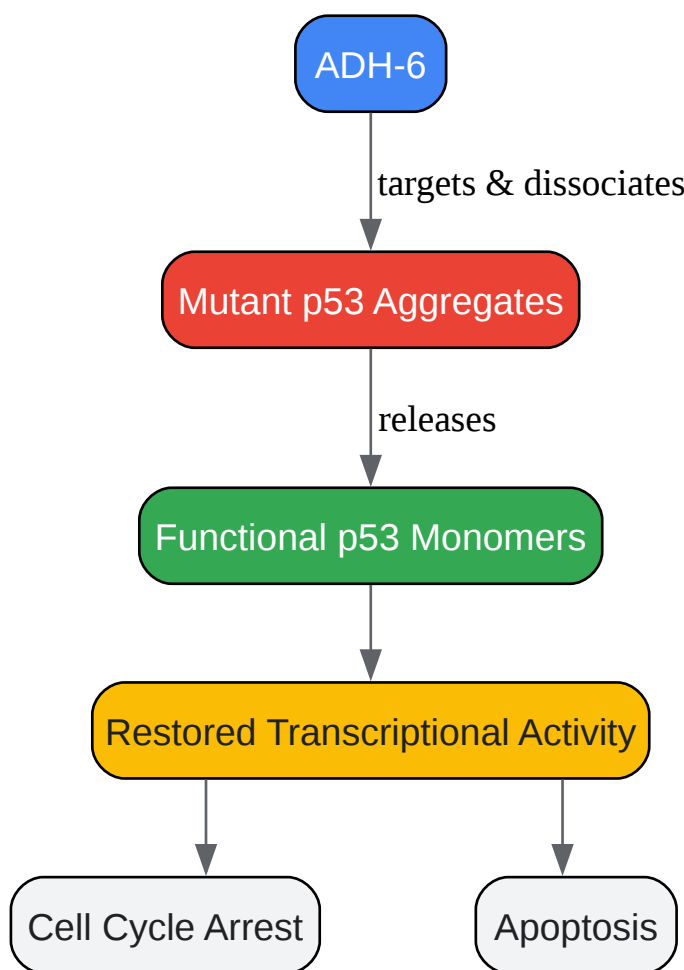 ADH-6
targets & dissociates
Mutant p53 Aggregates
releases
Functional p53 Monomers
Restored Transcriptional Activity
Cell Cycle Arrest
Apoptosis